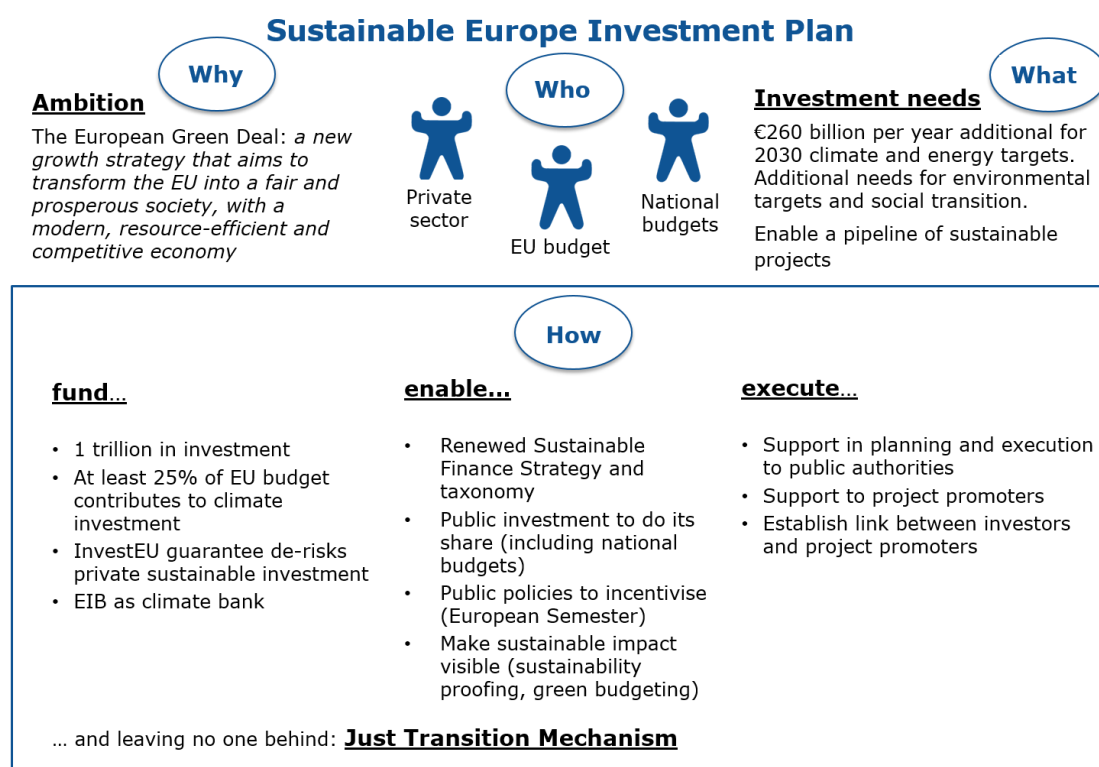 Sustainable Europe Investment Plan
Why
Ambition
The European Green Deal: a new
growth strategy that aims to
transform the EU into a fair and
prosperous society, with a
modern, resource-efficient and
competitive economy
Who
Private
sector
EU budget
National
budgets
What
Investment needs
€260 billion per year additional for
2030 climate and energy targets.
Additional needs for environmental
targets and social transition.
Enable a pipeline of sustainable
projects
How
fund...
• 1 trillion in investment
• At least 25% of EU budget
contributes to climate
investment
• InvestEU guarantee de-risks
private sustainable investment
• EIB as climate bank
enable...
• Renewed Sustainable
Finance Strategy and
taxonomy
• Public investment to do its
share (including national
budgets)
• Public policies to incentivise
(European Semester)
• Make sustainable impact
visible (sustainability
proofing, green budgeting)
execute...
• Support in planning and execution
to public authorities
• Support to project promoters
• Establish link between investors
and project promoters
... and leaving no one behind: Just Transition Mechanism